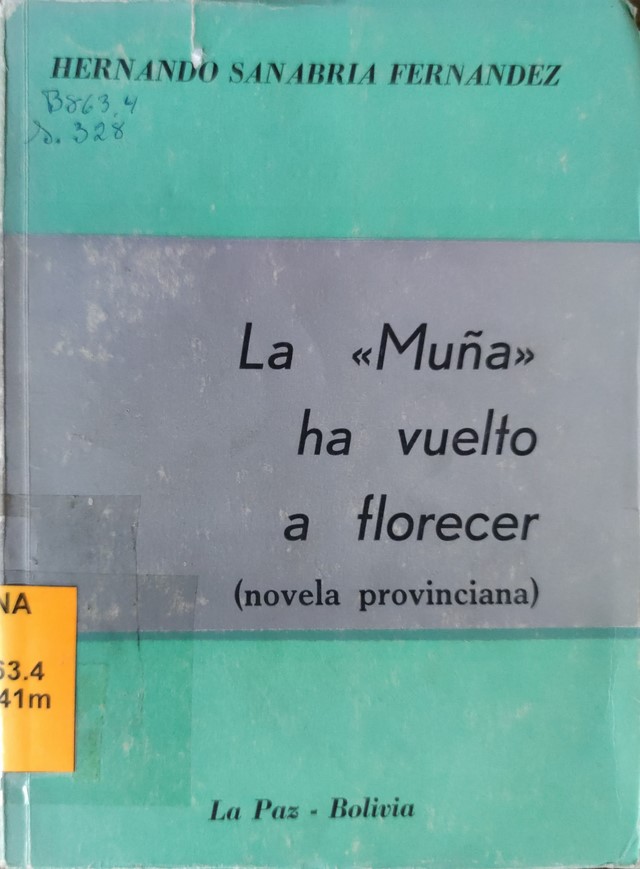 HERNANDO SANABRIA FERNANDEZ
B863.4
S. 328
La «Muña»
ha vuelto
a florecer
(novela provinciana)
NA
63.4
41m
La Paz - Bolivia